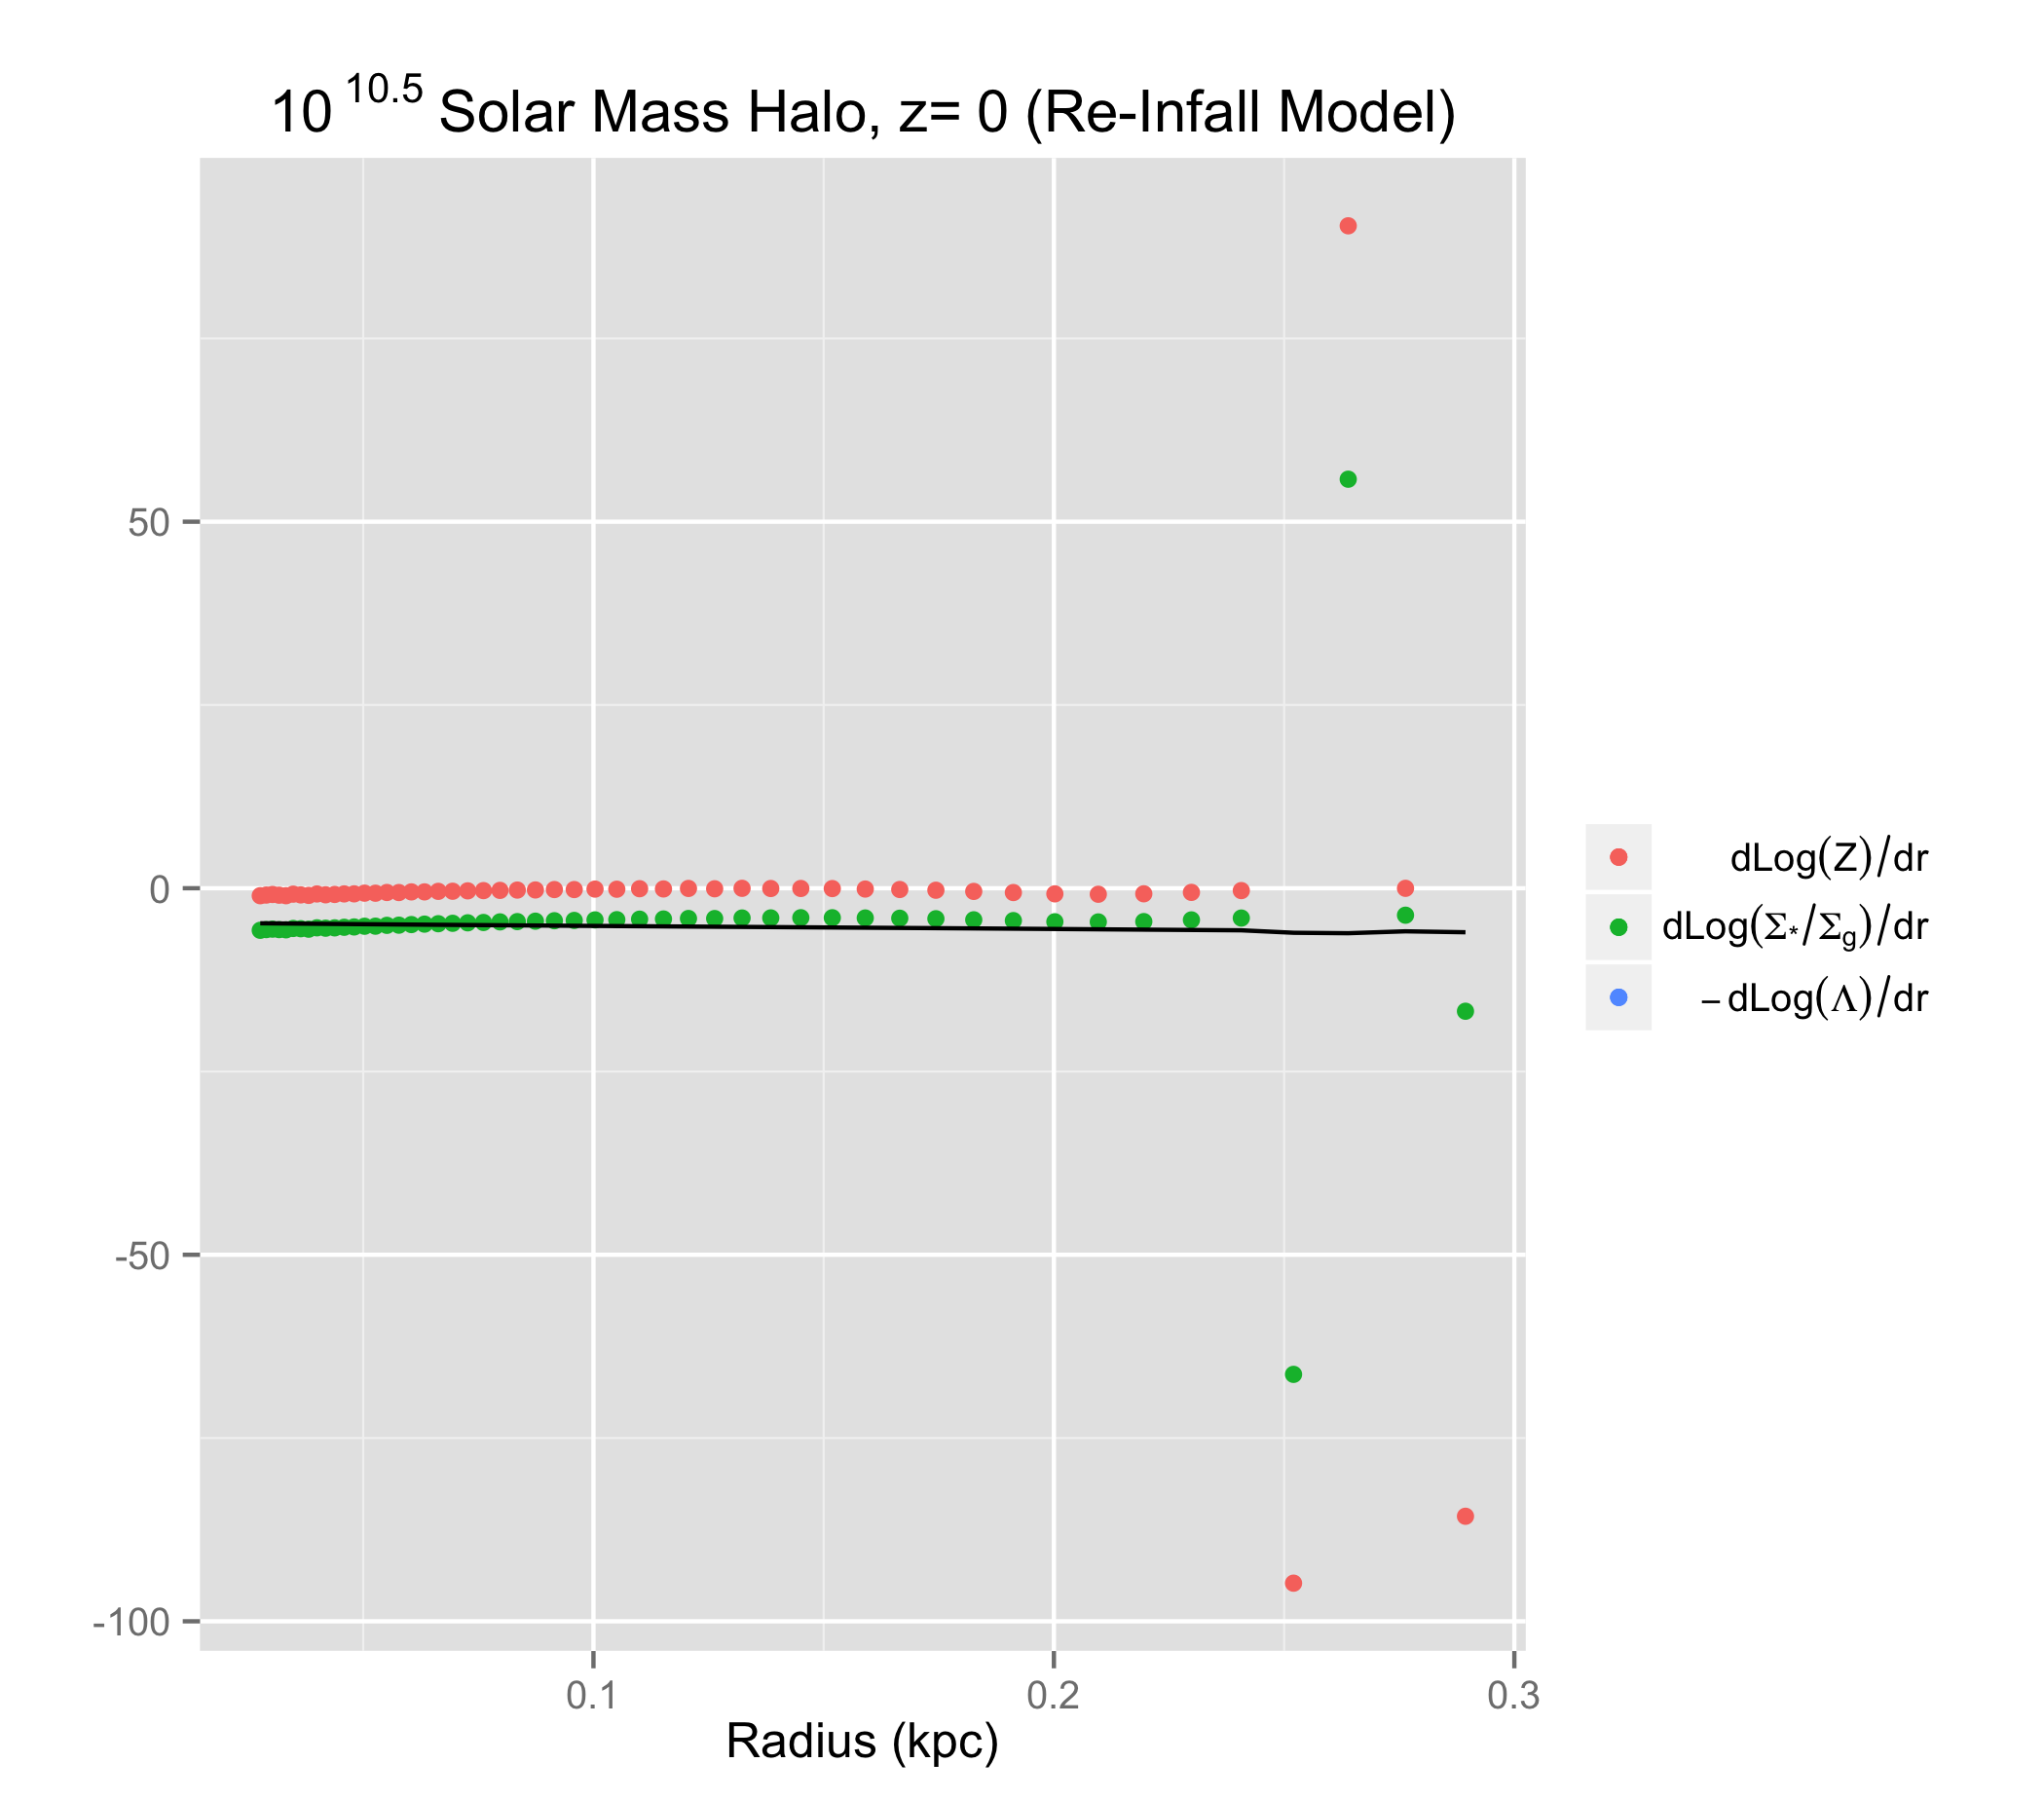 10^10.5 Solar Mass Halo, z= 0 (Re-Infall Model)
50
0
-50
-100
0.1 0.2 0.3
Radius (kpc)
dLog(Z)/dr
dLog(Σ*/Σg)/dr
– dLog(Λ)/dr